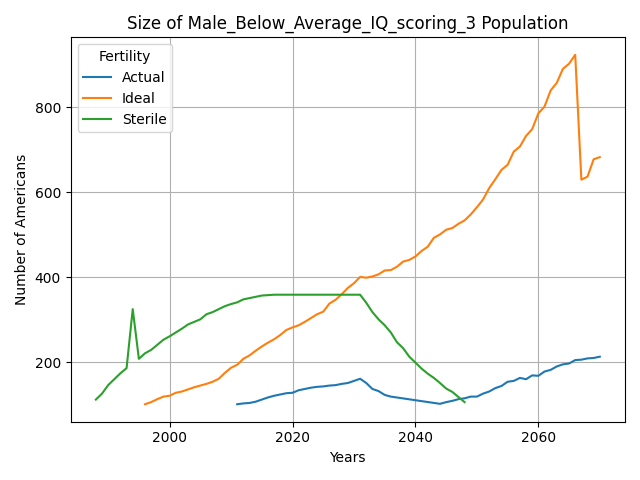 Size of Male_Below_Average_IQ_scoring_3 Population
Fertility
Actual
Ideal
Sterile
Number of Americans
800
600
400
200
2000
2020
2040
2060
Years